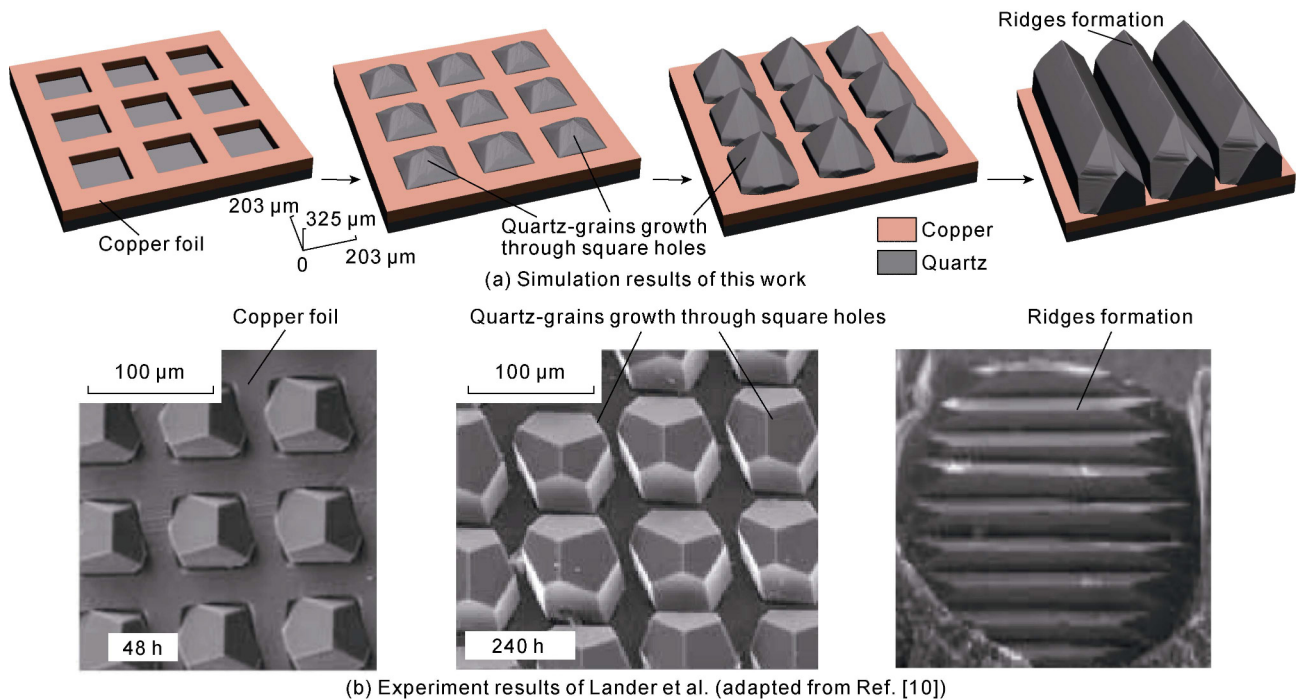 Ridges formation
203 μm
325 μm
203 μm
0
Copper foil
Quartz-grains growth
through square holes
Copper
Quartz
(a) Simulation results of this work
Copper foil
Quartz-grains growth through square holes
Ridges formation
100 μm
100 μm
48 h
240 h
(b) Experiment results of Lander et al. (adapted from Ref. [10])